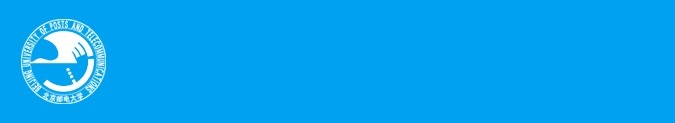 BEIJING UNIVERSITY OF POSTS AND TELECOMMUNICATIONS
北京邮电大学